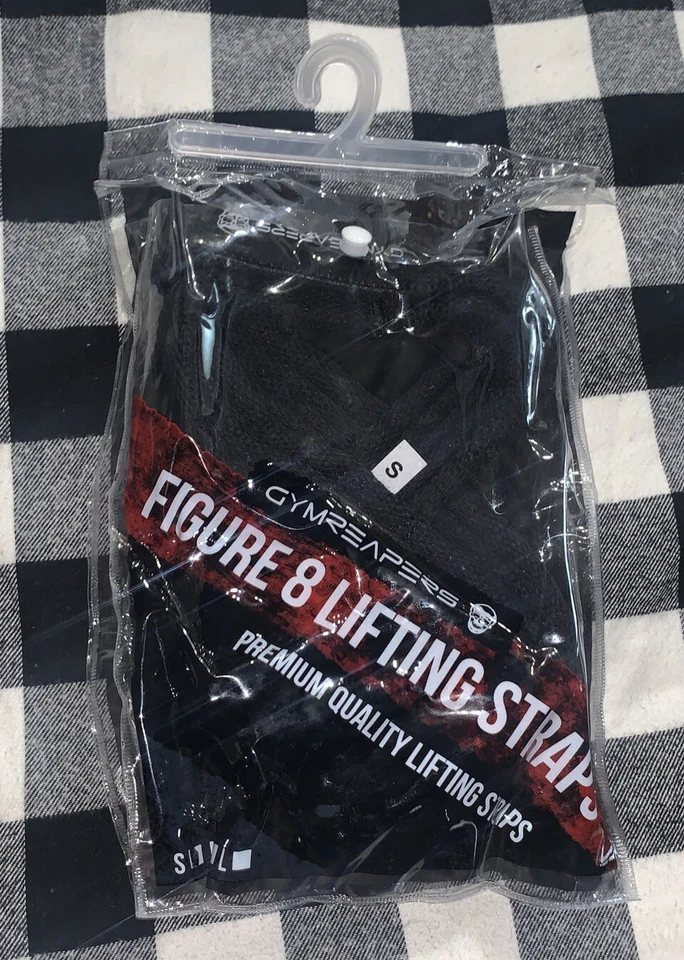 S
GYMREAPERS
FIGURE 8 LIFTING STRAPS
PREMIUM QUALITY LIFTING STRAPS
S L